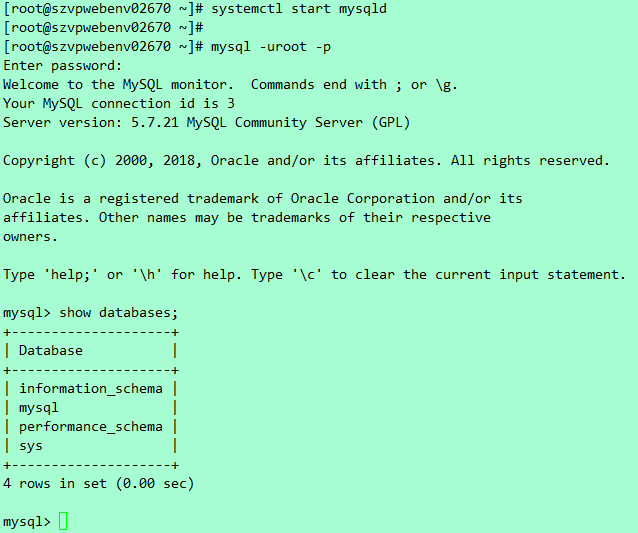 [root@szvpwebenv02670 ~]# systemctl start mysqld
[root@szvpwebenv02670 ~]#
[root@szvpwebenv02670 ~]# mysql -uroot -p
Enter password:
Welcome to the MySQL monitor.  Commands end with ; or \g.
Your MySQL connection id is 3
Server version: 5.7.21 MySQL Community Server (GPL)

Copyright (c) 2000, 2018, Oracle and/or its affiliates. All rights reserved.

Oracle is a registered trademark of Oracle Corporation and/or its
affiliates. Other names may be trademarks of their respective
owners.

Type 'help;' or '\h' for help. Type '\c' to clear the current input statement.

mysql> show databases;
+--------------------+
| Database           |
+--------------------+
| information_schema |
| mysql              |
| performance_schema |
| sys                |
+--------------------+
4 rows in set (0.00 sec)

mysql>